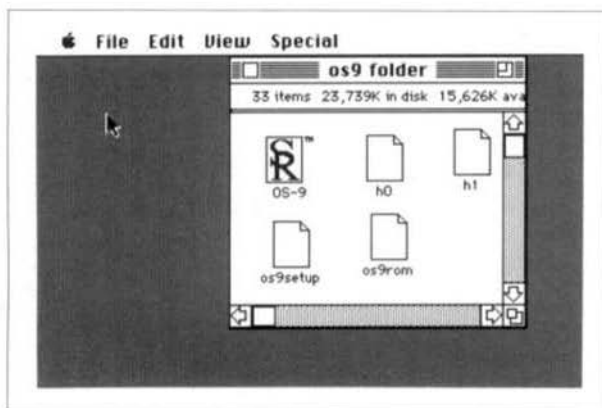 File Edit View Special
os9 folder
33 items 23,739K in disk 15,626K ava
SR™
OS-9
h0
h1
os9setup
os9rom